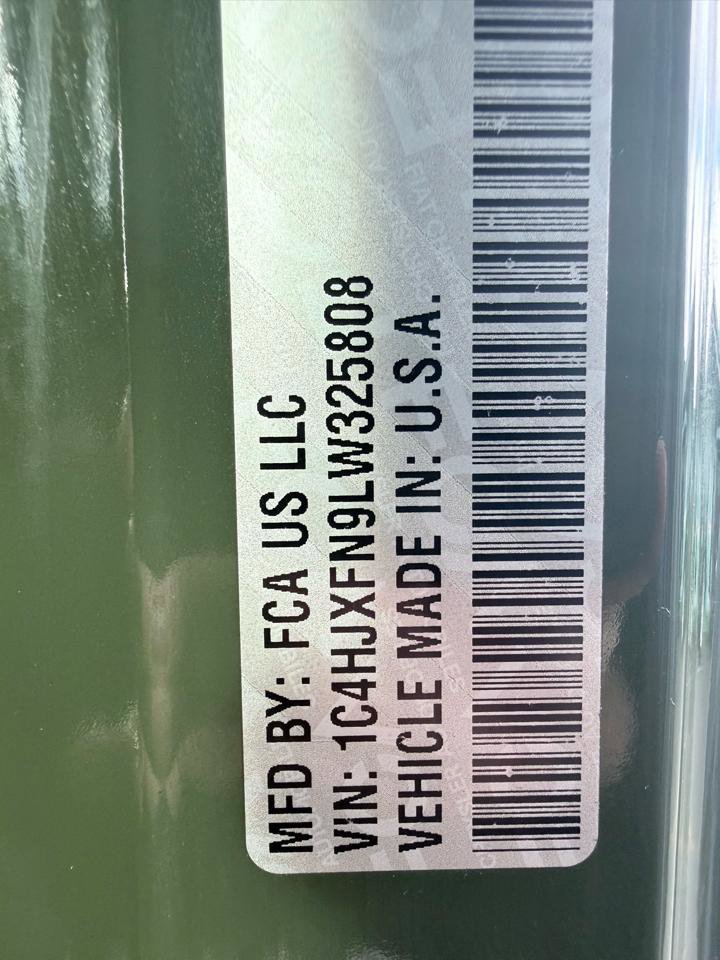 MFD BY: FCA US LLC
VIN: 1C4HJXFN9LW325808
VEHICLE MADE IN: U.S.A.